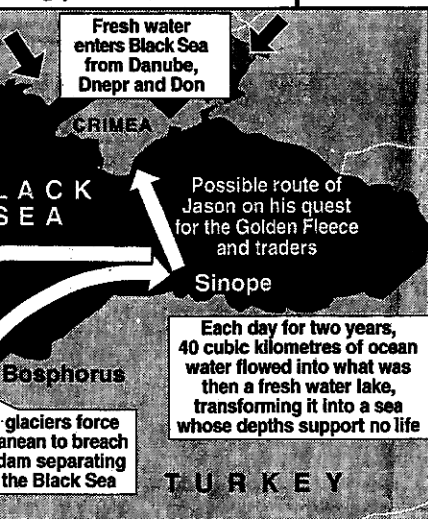 Fresh water
enters Black Sea
from Danube,
Dnepr and Don
CRIMEA
LACK
SEA
Possible route of
Jason on his quest
for the Golden Fleece
and traders
Sinope
Each day for two years,
40 cubic kilometres of ocean
water flowed into what was
then a fresh water lake,
transforming it into a sea
whose depths support no life
Bosphorus
glaciers force
anean to breach
dam separating
the Black Sea
TURKEY